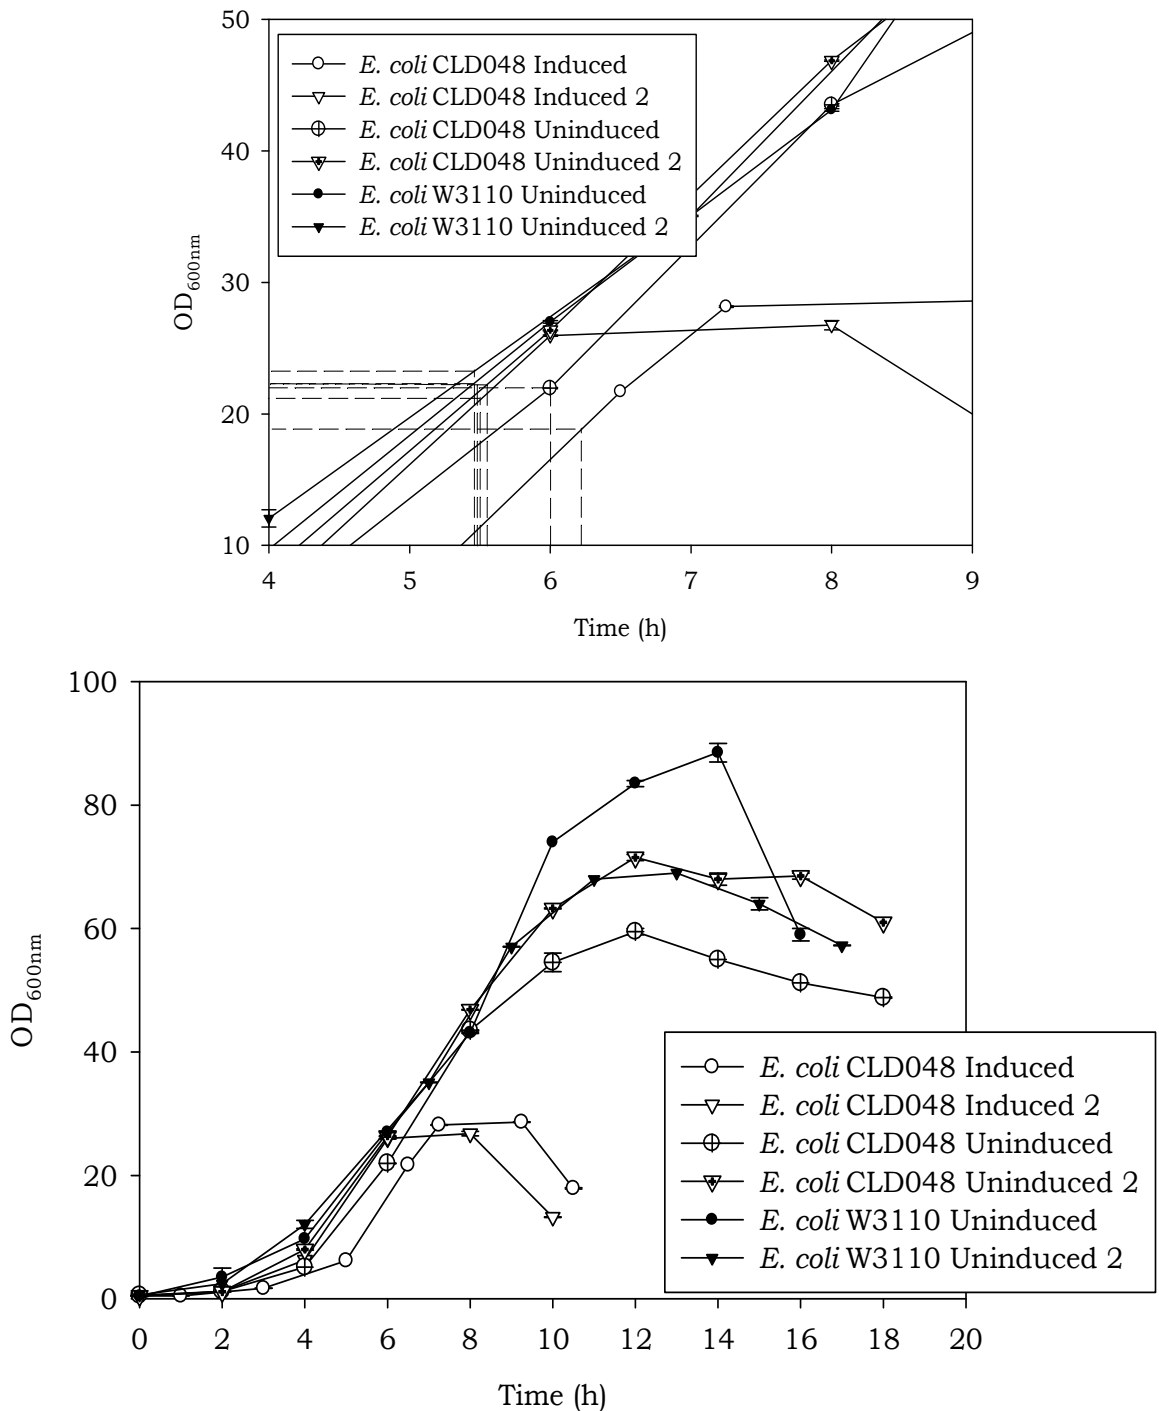 50
E. coli CLD048 Induced
E. coli CLD048 Induced 2
E. coli CLD048 Uninduced
E. coli CLD048 Uninduced 2
E. coli W3110 Uninduced
E. coli W3110 Uninduced 2
40
30
20
10
OD600nm
4 5 6 7 8 9
Time (h)
100
80
60
40
20
0
OD600nm
E. coli CLD048 Induced
E. coli CLD048 Induced 2
E. coli CLD048 Uninduced
E. coli CLD048 Uninduced 2
E. coli W3110 Uninduced
E. coli W3110 Uninduced 2
0 2 4 6 8 10 12 14 16 18 20
Time (h)